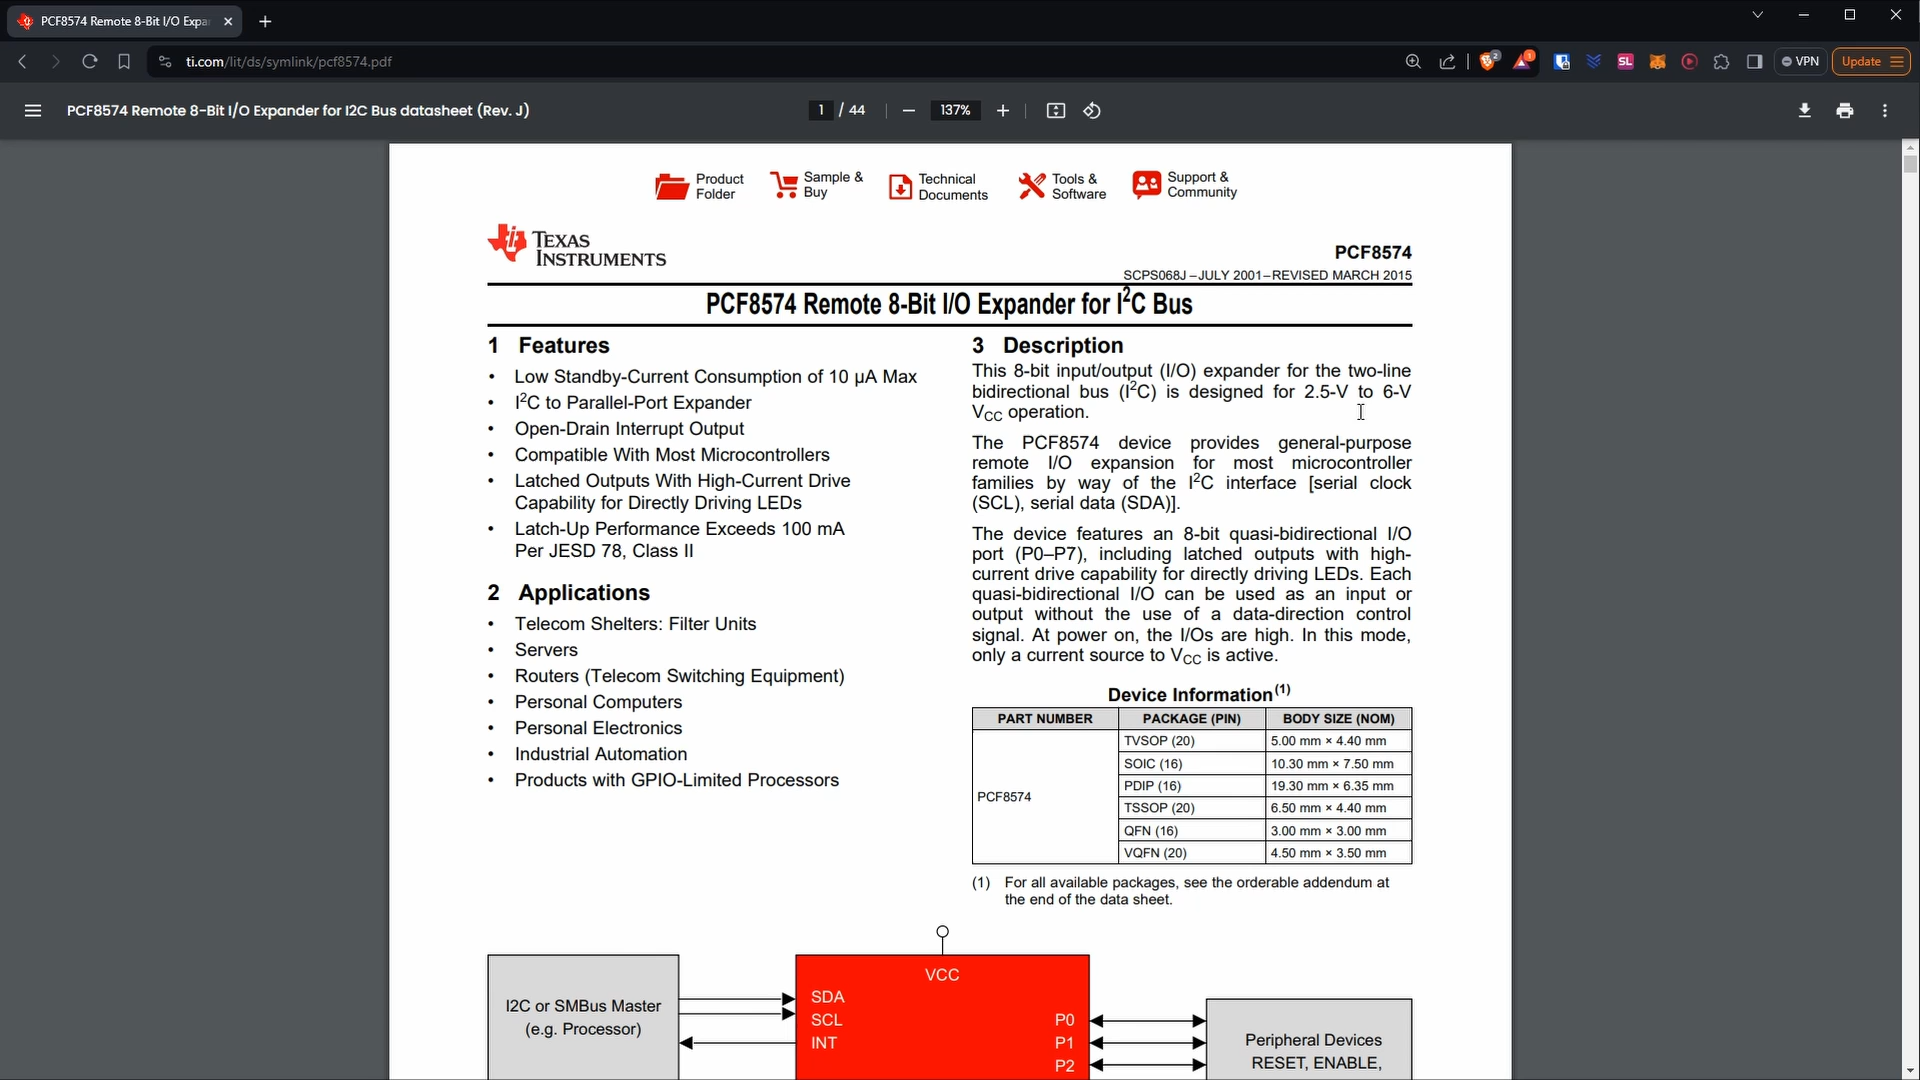 PCF8574 Remote 8-Bit I/O Expa
ti.com/lit/ds/symlink/pcf8574.pdf
2
1
SL
VPN
Update
PCF8574 Remote 8-Bit I/O Expander for I2C Bus datasheet (Rev. J)
1 / 44
137%
Product
Folder
Sample &
Buy
Technical
Documents
Tools &
Software
Support &
Community
TEXAS
INSTRUMENTS
PCF8574
SCPS068J – JULY 2001 – REVISED MARCH 2015
PCF8574 Remote 8-Bit I/O Expander for I²C Bus
1 Features
• Low Standby-Current Consumption of 10 μA Max
• I²C to Parallel-Port Expander
• Open-Drain Interrupt Output
• Compatible With Most Microcontrollers
• Latched Outputs With High-Current Drive
Capability for Directly Driving LEDs
• Latch-Up Performance Exceeds 100 mA
Per JESD 78, Class II
2 Applications
• Telecom Shelters: Filter Units
• Servers
• Routers (Telecom Switching Equipment)
• Personal Computers
• Personal Electronics
• Industrial Automation
• Products with GPIO-Limited Processors
3 Description
This 8-bit input/output (I/O) expander for the two-line
bidirectional bus (I²C) is designed for 2.5-V to 6-V
VCC operation.
The PCF8574 device provides general-purpose
remote I/O expansion for most microcontroller
families by way of the I²C interface [serial clock
(SCL), serial data (SDA)].
The device features an 8-bit quasi-bidirectional I/O
port (P0–P7), including latched outputs with high-
current drive capability for directly driving LEDs. Each
quasi-bidirectional I/O can be used as an input or
output without the use of a data-direction control
signal. At power on, the I/Os are high. In this mode,
only a current source to VCC is active.
Device Information(1)
PART NUMBER PACKAGE (PIN) BODY SIZE (NOM)
PCF8574
TVSOP (20) 5.00 mm × 4.40 mm
SOIC (16) 10.30 mm × 7.50 mm
PDIP (16) 19.30 mm × 6.35 mm
TSSOP (20) 6.50 mm × 4.40 mm
QFN (16) 3.00 mm × 3.00 mm
VQFN (20) 4.50 mm × 3.50 mm
(1) For all available packages, see the orderable addendum at
the end of the data sheet.
I2C or SMBus Master
(e.g. Processor)
VCC
SDA
SCL
INT
P0
P1
P2
Peripheral Devices
RESET, ENABLE,